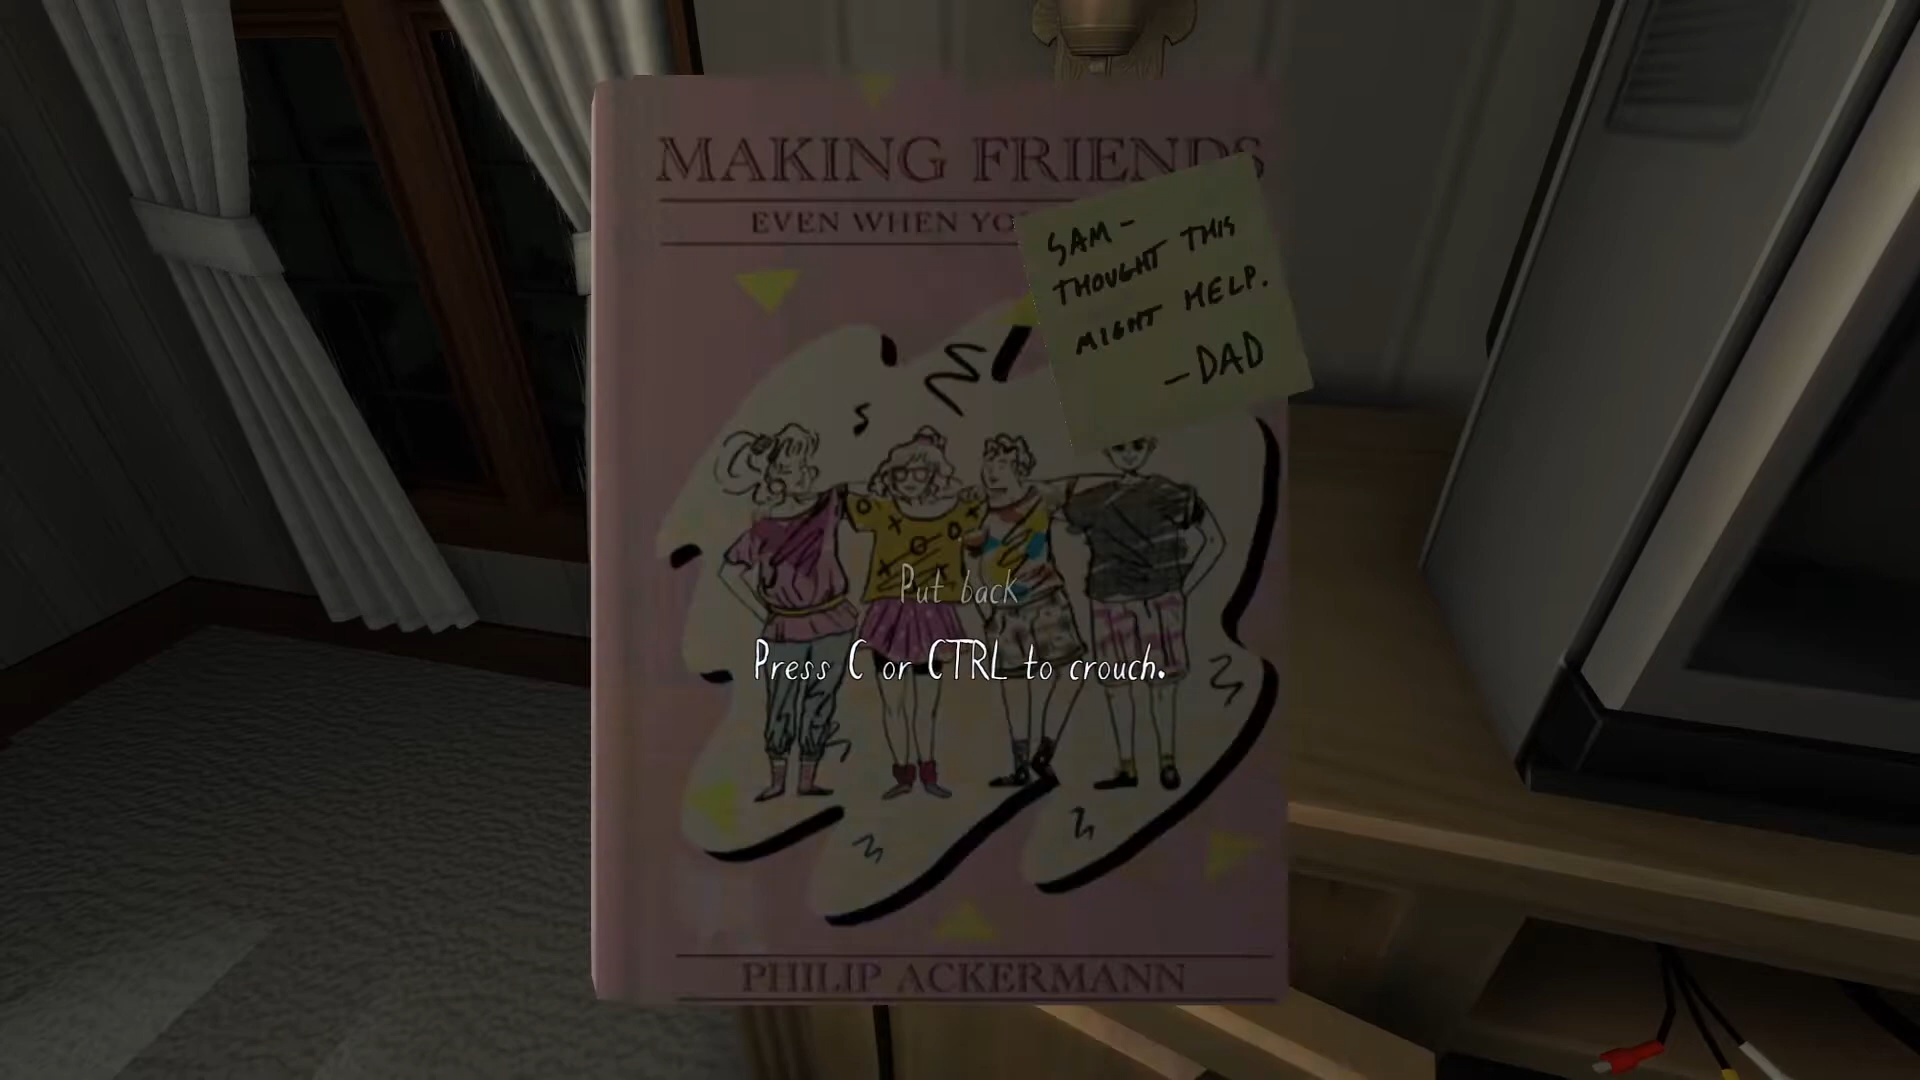 MAKING FRIENDS
EVEN WHEN
SAM-
THOUGHT THIS
MIGHT HELP.
-DAD
Put back
Press C or CTRL to crouch.
PHILIP ACKERMANN